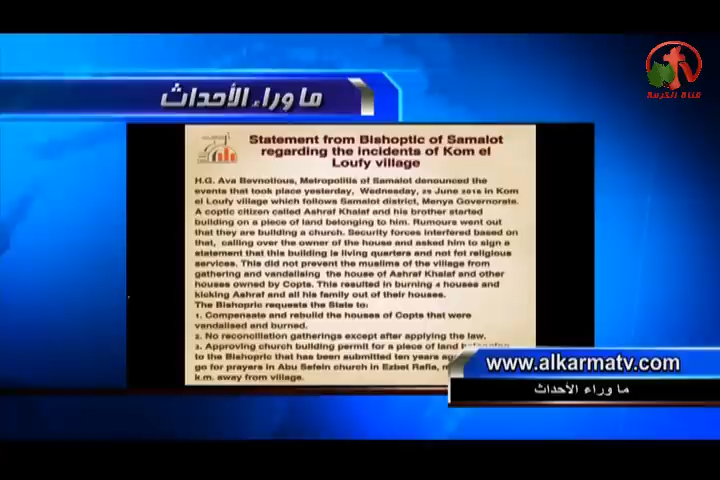 ما وراء الأحداث
قناة الكرمة
Statement from Bishoptic of Samalot
regarding the incidents of Kom el
Loufy village
H.G. Ava Bevnotious, Metropolitis of Samalot denounced the
events that took place yesterday, Wednesday, 29 June 2016 in Kom
el Loufy village which follows Samalot district, Menya Governorate.
A coptic citizen called Ashraf Khalaf and his brother started
building on a piece of land belonging to him. Rumours went out
that they are building a church. Security forces interfered based on
that, calling over the owner of the house and asked him to sign a
statement that this building is living quarters and not fot religious
services. This did not prevent the muslims of the village from
gathering and vandalising the house of Ashraf Khalaf and other
houses owned by Copts. This resulted in burning 4 houses and
kicking Ashraf and all his family out of their houses.
The Bishopric requests the State to:
1. Compensate and rebuild the houses of Copts that were
vandalised and burned.
2. No reconciliation gatherings except after applying the law.
3. Approving church building permit for a piece of land
to the Bishopric that has been submitted ten years
go for prayers in Abu Sefein church in Ezbet Rafla,
k.m. away from village.
www.alkarmatv.com
ما وراء الأحداث